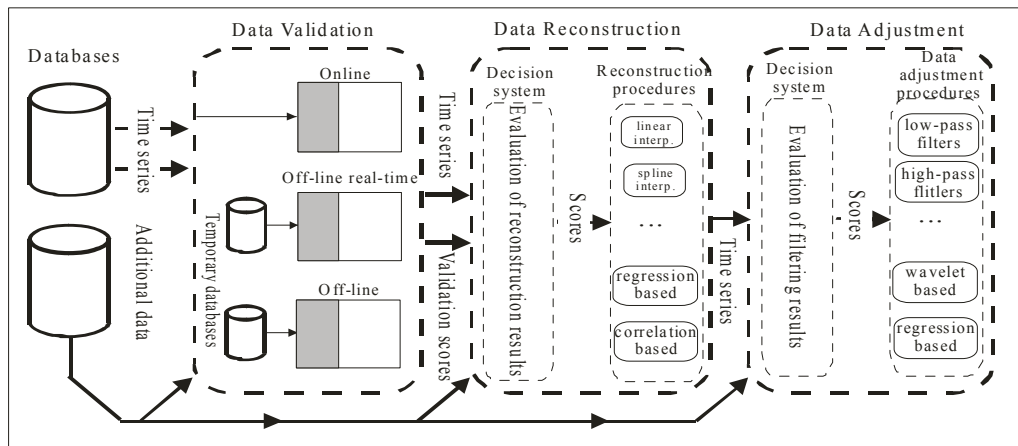 Data Validation
Data Reconstruction
Data Adjustment
Databases
Time series
Additional data
Online
Off-line real-time
Off-line
Temporary databases
Time series
Validation scores
Decision
system
Evaluation of reconstruction results
Scores
Reconstruction
procedures
linear
interp.
spline
interp.
...
regression
based
correlation
based
Time series
Decision
system
Evaluation of filtering results
Scores
Data
adjustment
procedures
low-pass
filters
high-pass
flitlers
...
wavelet
based
regression
based